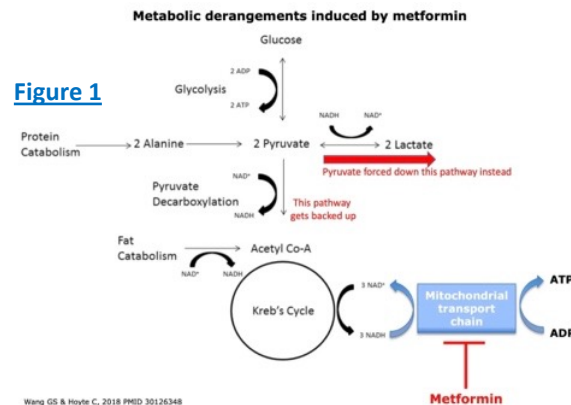 Metabolic derangements induced by metformin
Glucose
Figure 1
2 ADP
Glycolysis
2 ATP
NADH
NAD⁺
Protein
Catabolism
2 Alanine
2 Pyruvate
2 Lactate
Pyruvate forced down this pathway instead
Pyruvate
Decarboxylation
NAD⁺
NADH
This pathway
gets backed up
Fat
Catabolism
Acetyl Co-A
NAD⁺
NADH
Kreb's Cycle
3 NAD⁺
3 NADH
Mitochondrial
transport
chain
ATP
ADP
Metformin
Wang GS & Hoyte C, 2018 PMID 30126348